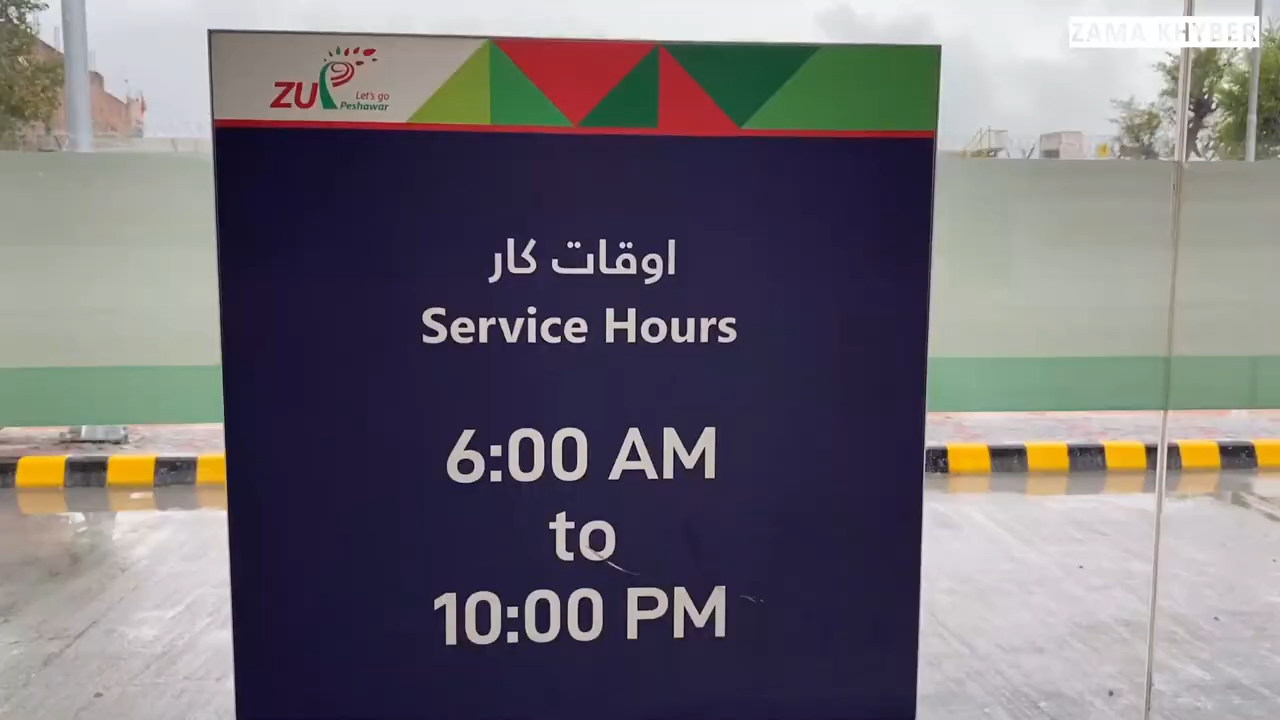 ZAMA KHYBER
ZU
Let's go
Peshawar
اوقات کار
Service Hours
6:00 AM
to
10:00 PM